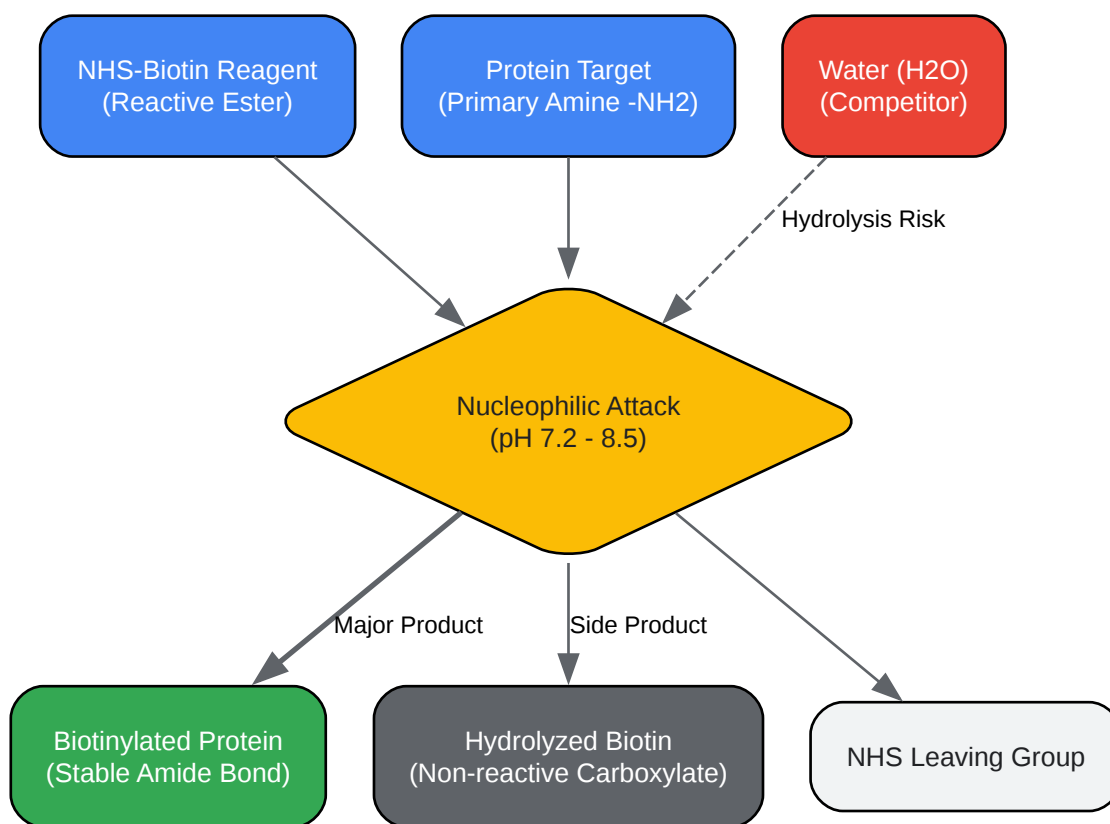 NHS-Biotin Reagent
(Reactive Ester)
Protein Target
(Primary Amine -NH2)
Water (H2O)
(Competitor)
Hydrolysis Risk
Nucleophilic Attack
(pH 7.2 - 8.5)
Major Product
Side Product
Biotinylated Protein
(Stable Amide Bond)
Hydrolyzed Biotin
(Non-reactive Carboxylate)
NHS Leaving Group